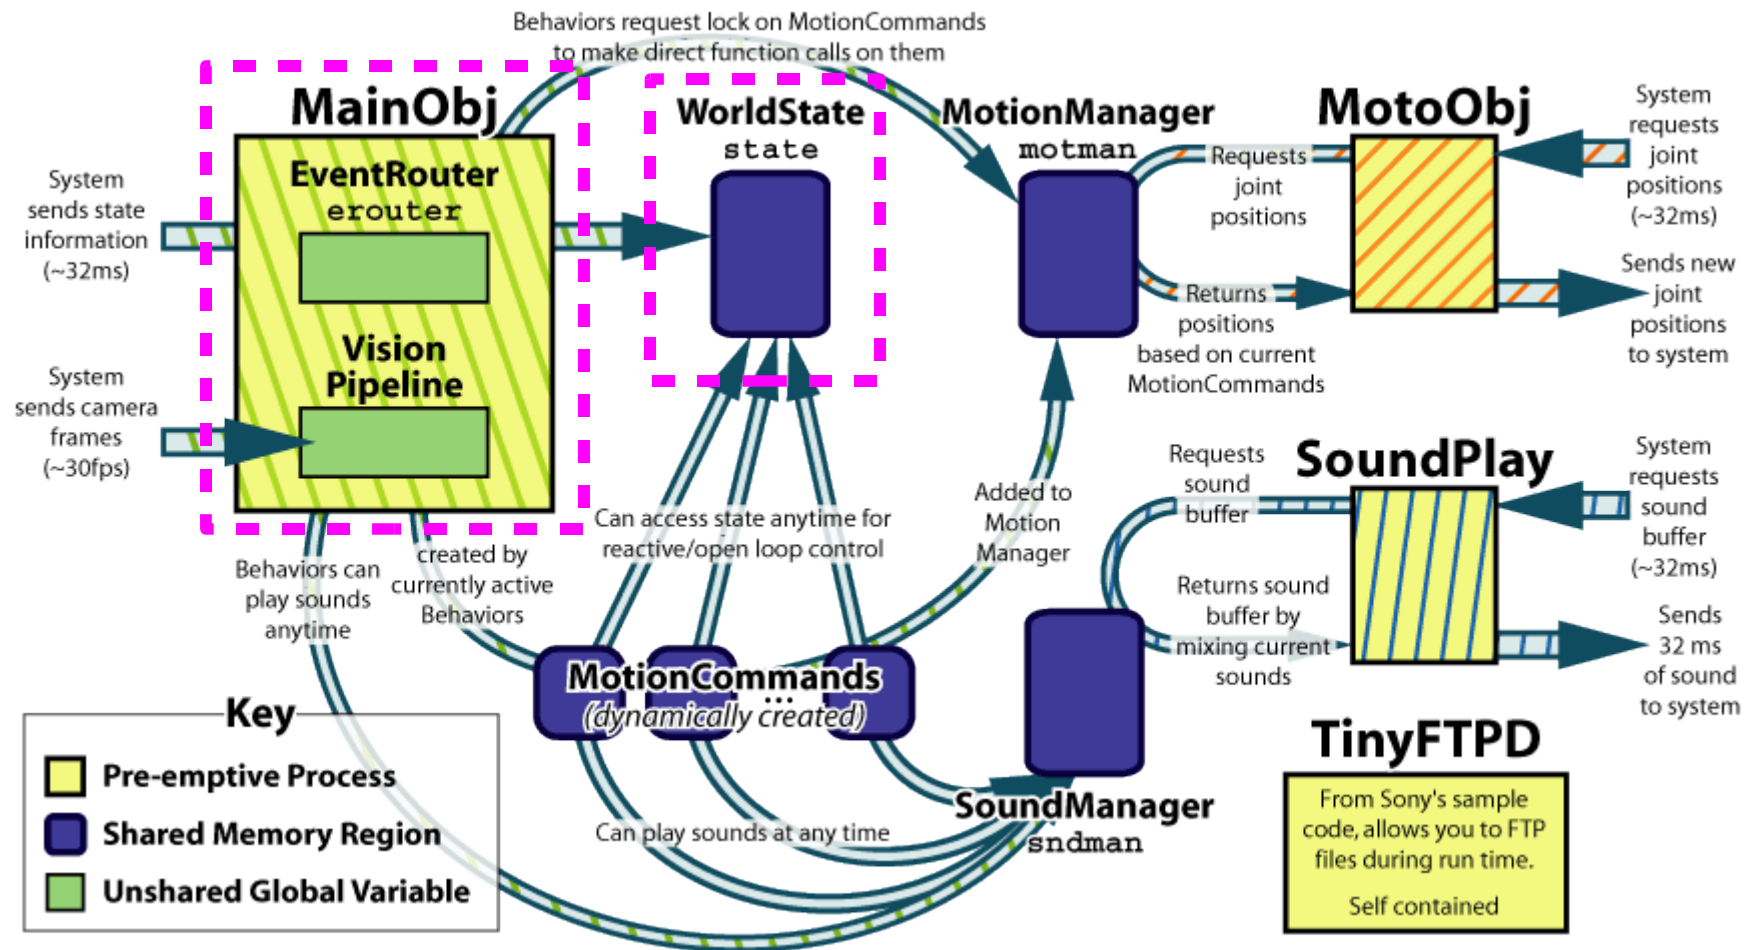 Behaviors request lock on MotionCommands
to make direct function calls on them
MainObj
EventRouter
erouter
Vision
Pipeline
System
sends state
information
(~32ms)
System
sends camera
frames
(~30fps)
WorldState
state
MotionManager
motman
Requests
joint
positions
Returns
positions
based on current
MotionCommands
MotoObj
System
requests
joint
positions
(~32ms)
Sends new
joint
positions
to system
Can access state anytime for
reactive/open loop control
Added to
Motion
Manager
Behaviors can
play sounds
anytime
created by
currently active
Behaviors
MotionCommands
...
(dynamically created)
Can play sounds at any time
SoundManager
sndman
Requests
sound
buffer
Returns sound
buffer by
mixing current
sounds
SoundPlay
System
requests
sound
buffer
(~32ms)
Sends
32 ms
of sound
to system
TinyFTPD
From Sony's sample
code, allows you to FTP
files during run time.
Self contained
Key
Pre-emptive Process
Shared Memory Region
Unshared Global Variable